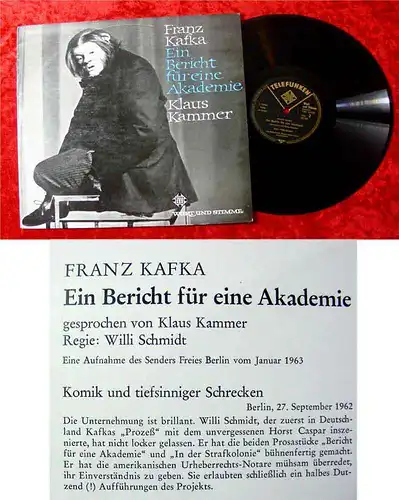 Franz
Kafka
Ein
Bericht
für eine
Akademie
Klaus
Kammer
WORT UND STIMME
TELEFUNKEN
FRANZ KAFKA
Ein Bericht für eine Akademie
gesprochen von Klaus Kammer
Regie: Willi Schmidt
Eine Aufnahme des Senders Freies Berlin vom Januar 1963
Komik und tiefsinniger Schrecken
Berlin, 27. September 1962
Die Unternehmung ist brillant. Willi Schmidt, der zuerst in Deutsch-
land Kafkas „Prozeß" mit dem unvergessenen Horst Caspar insze-
nierte, hat nicht locker gelassen. Er hat die beiden Prosastücke „Bericht
für eine Akademie" und „In der Strafkolonie" bühnenfertig gemacht.
Er hat die amerikanischen Urheberrechts-Notare mühsam überredet,
ihr Einverständnis zu geben. Sie erlaubten schließlich ein halbes Dut-
zend (!) Aufführungen des Projekts.